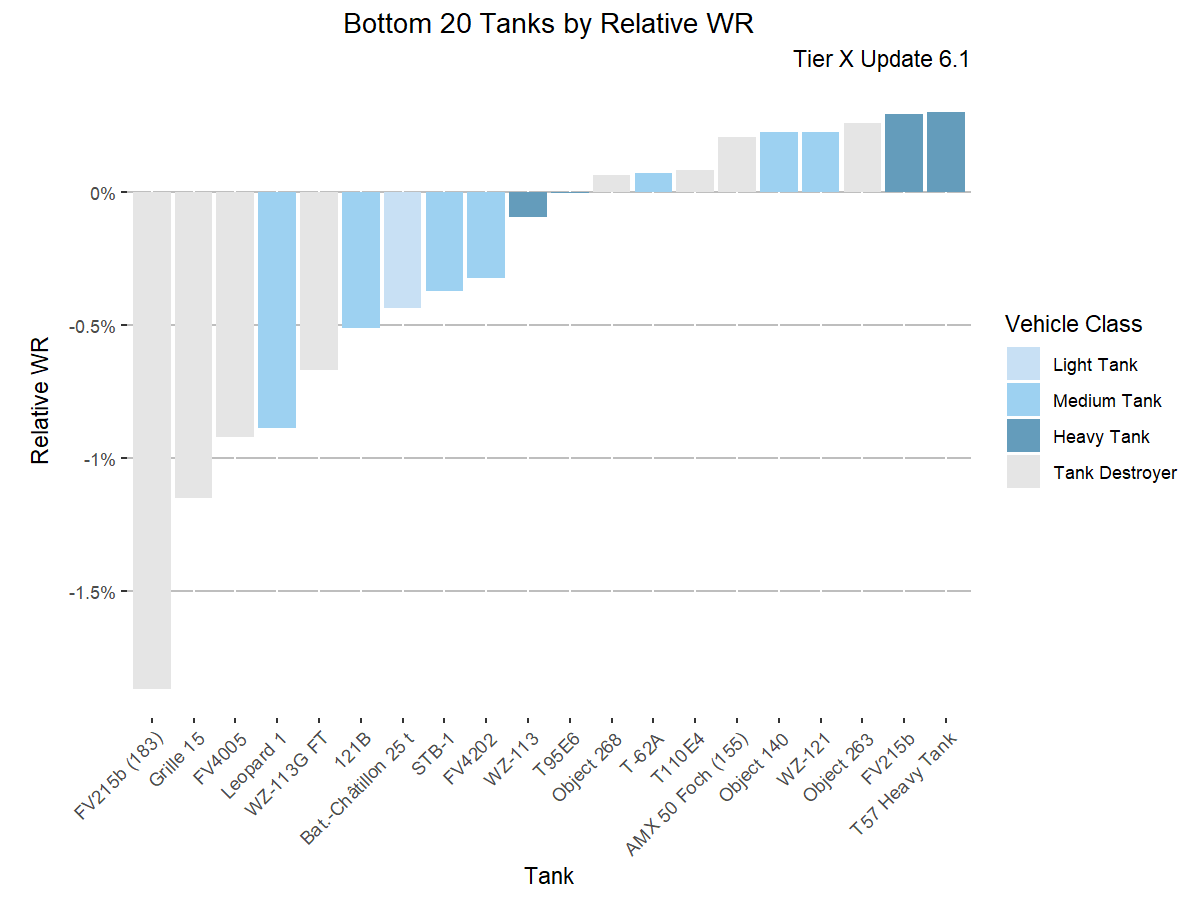 Bottom 20 Tanks by Relative WR
Tier X Update 6.1
0%
-0.5%
-1%
-1.5%
Relative WR
FV215b (183)
Grille 15
FV4005
Leopard 1
WZ-113G FT
121B
Bat.-Châtillon 25 t
STB-1
FV4202
WZ-113
T95E6
Object 268
T-62A
T110E4
AMX 50 Foch (155)
Object 140
WZ-121
Object 263
FV215b
T57 Heavy Tank
Tank
Vehicle Class
Light Tank
Medium Tank
Heavy Tank
Tank Destroyer